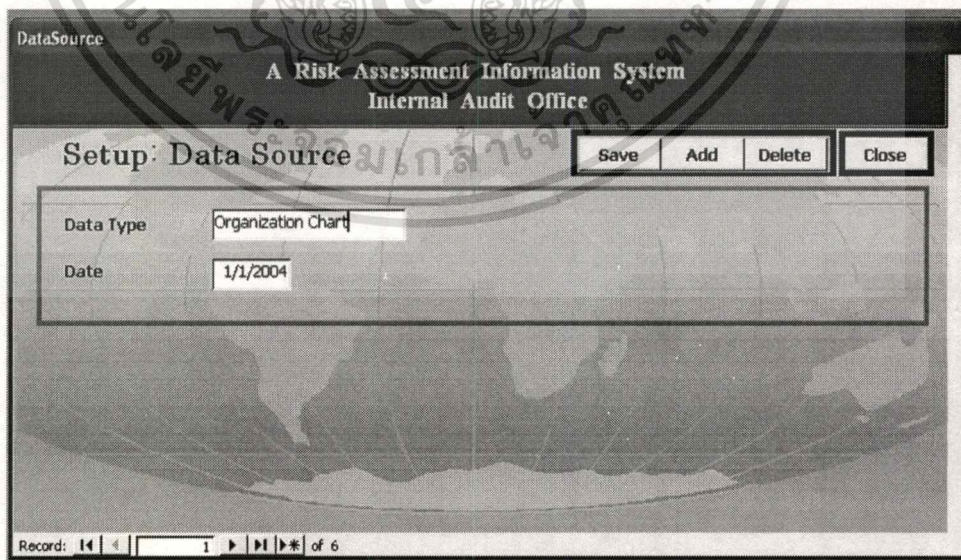 DataSource
A Risk Assessment Information System
Internal Audit Office
Setup: Data Source
Save Add Delete Close
Data Type Organization Chart
Date 1/1/2004
Record: 1 of 6